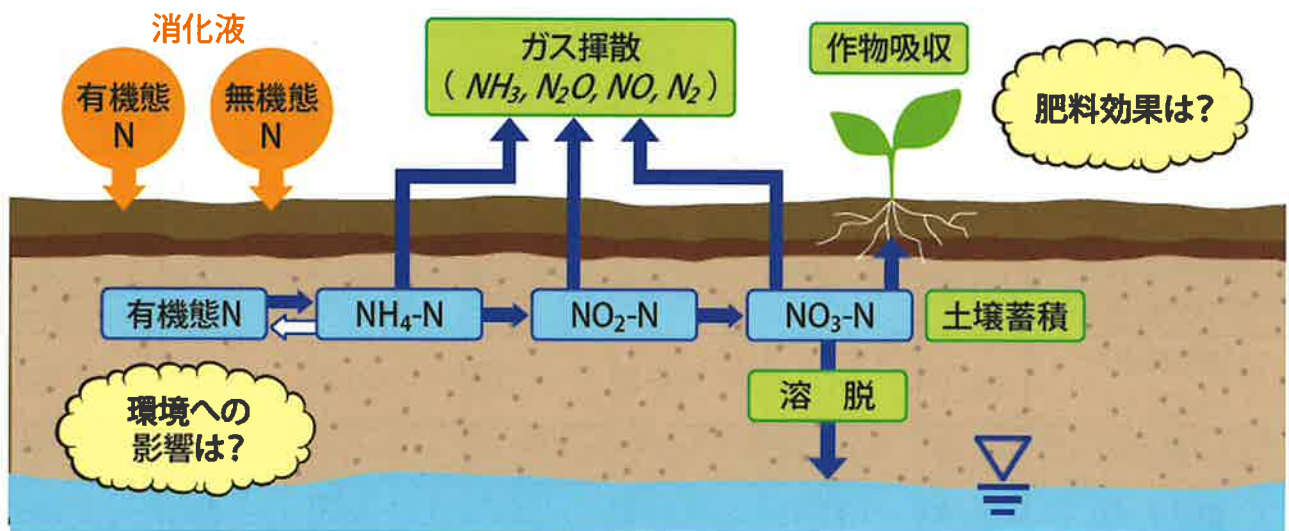 消化液
有機態
N
無機態
N
ガス揮散
( NH₃, N₂O, NO, N₂ )
作物吸収
肥料効果は?
有機態N
NH₄-N
NO₂-N
NO₃-N
土壌蓄積
溶 脱
環境への
影響は?